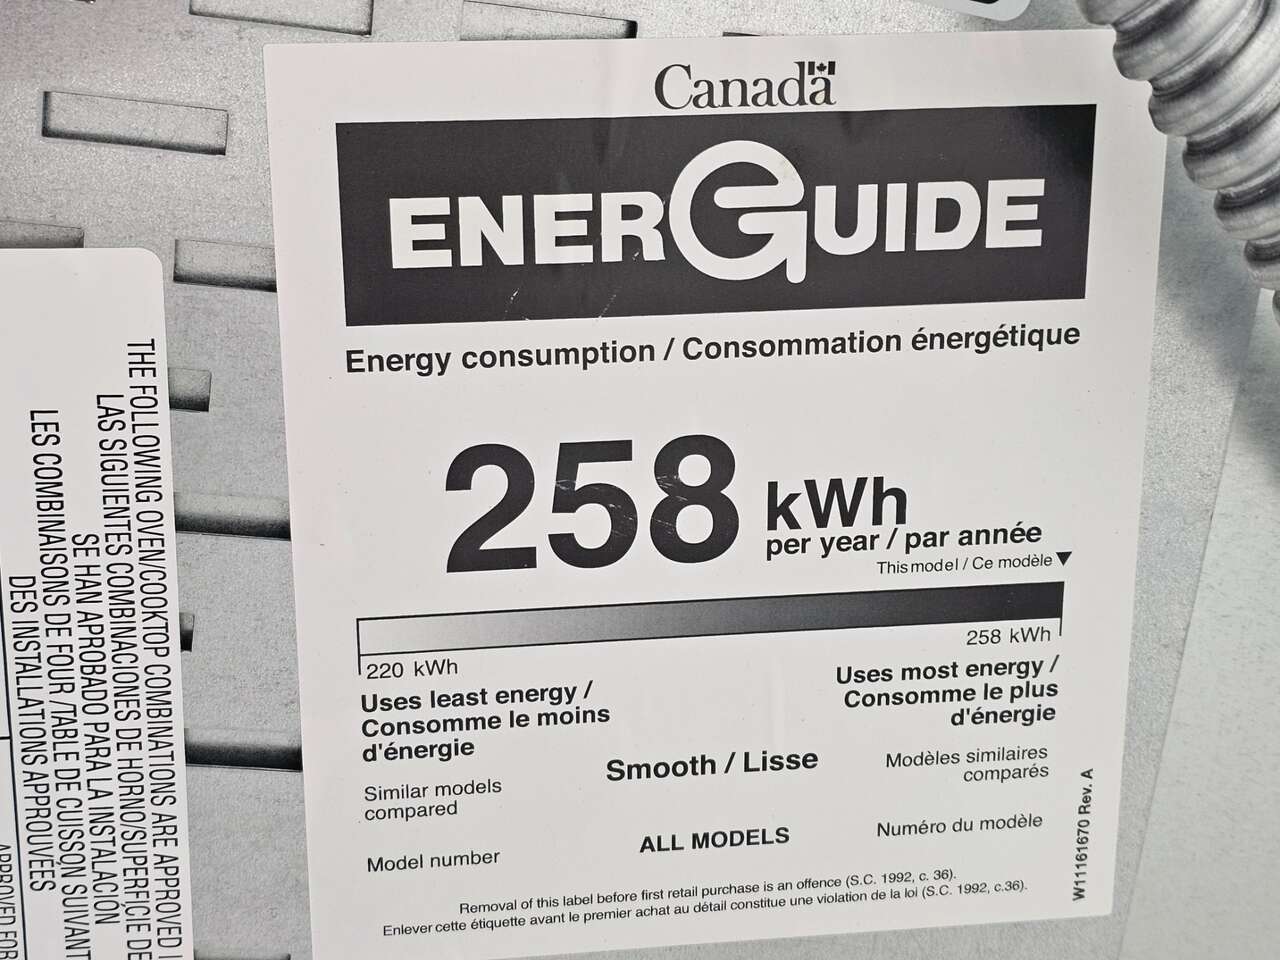 Canada
ENERGUIDE
Energy consumption / Consommation énergétique
258 kWh
per year / par année
This model / Ce modèle
220 kWh
258 kWh
Uses least energy /
Consomme le moins
d'énergie
Uses most energy /
Consomme le plus
d'énergie
Similar models
compared
Smooth / Lisse
Modèles similaires
comparés
Model number
ALL MODELS
Numéro du modèle
Removal of this label before first retail purchase is an offence (S.C. 1992, c. 36).
Enlever cette étiquette avant le premier achat au détail constitue une violation de la loi (S.C. 1992, c.36).
W11161670 Rev. A
THE FOLLOWING OVEN/COOKTOP COMBINATIONS ARE APPROVED
LAS SIGUIENTES COMBINACIONES DE HORNO/SUPERFICIE DE
SE HAN APROBADO PARA LA INSTALACION
LES COMBINAISONS DE FOUR /TABLE DE CUISSON SUIVANT
DES INSTALLATIONS APPROUVÉES
APPROVED FOR